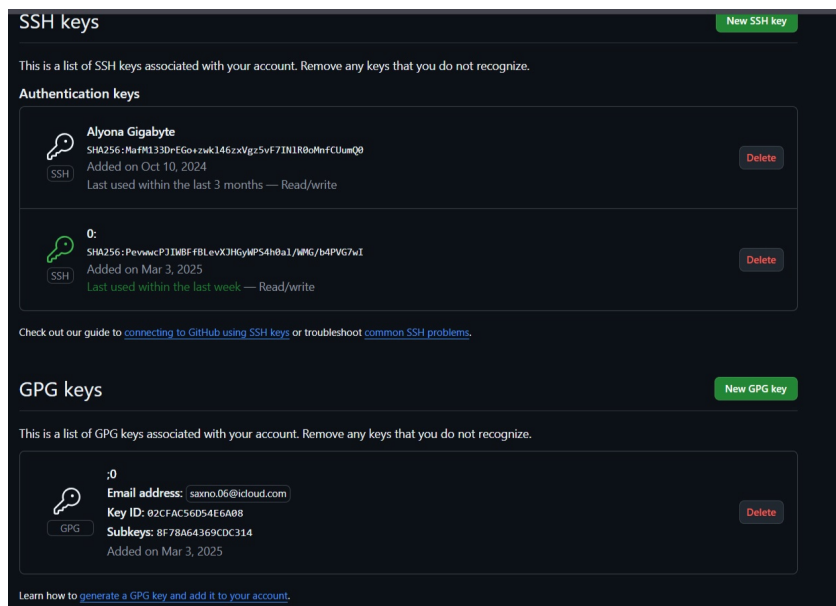 SSH keys
New SSH key
This is a list of SSH keys associated with your account. Remove any keys that you do not recognize.
Authentication keys
Alyona Gigabyte
SHA256:MafM133DrEGo+zwkl46zxVgz5vF7IN1R0oMnfCUumQ0
Added on Oct 10, 2024
SSH
Last used within the last 3 months — Read/write
Delete
0:
SHA256:PevwwcPJIWBFfBLevXJHGyWPS4h0al/WMG/b4PVG7wI
Added on Mar 3, 2025
SSH
Last used within the last week — Read/write
Delete
Check out our guide to connecting to GitHub using SSH keys or troubleshoot common SSH problems.
GPG keys
New GPG key
This is a list of GPG keys associated with your account. Remove any keys that you do not recognize.
;0
Email address: saxno.06@icloud.com
Key ID: 02CFAC56D54E6A08
GPG
Subkeys: 8F78A64369CDC314
Added on Mar 3, 2025
Delete
Learn how to generate a GPG key and add it to your account.